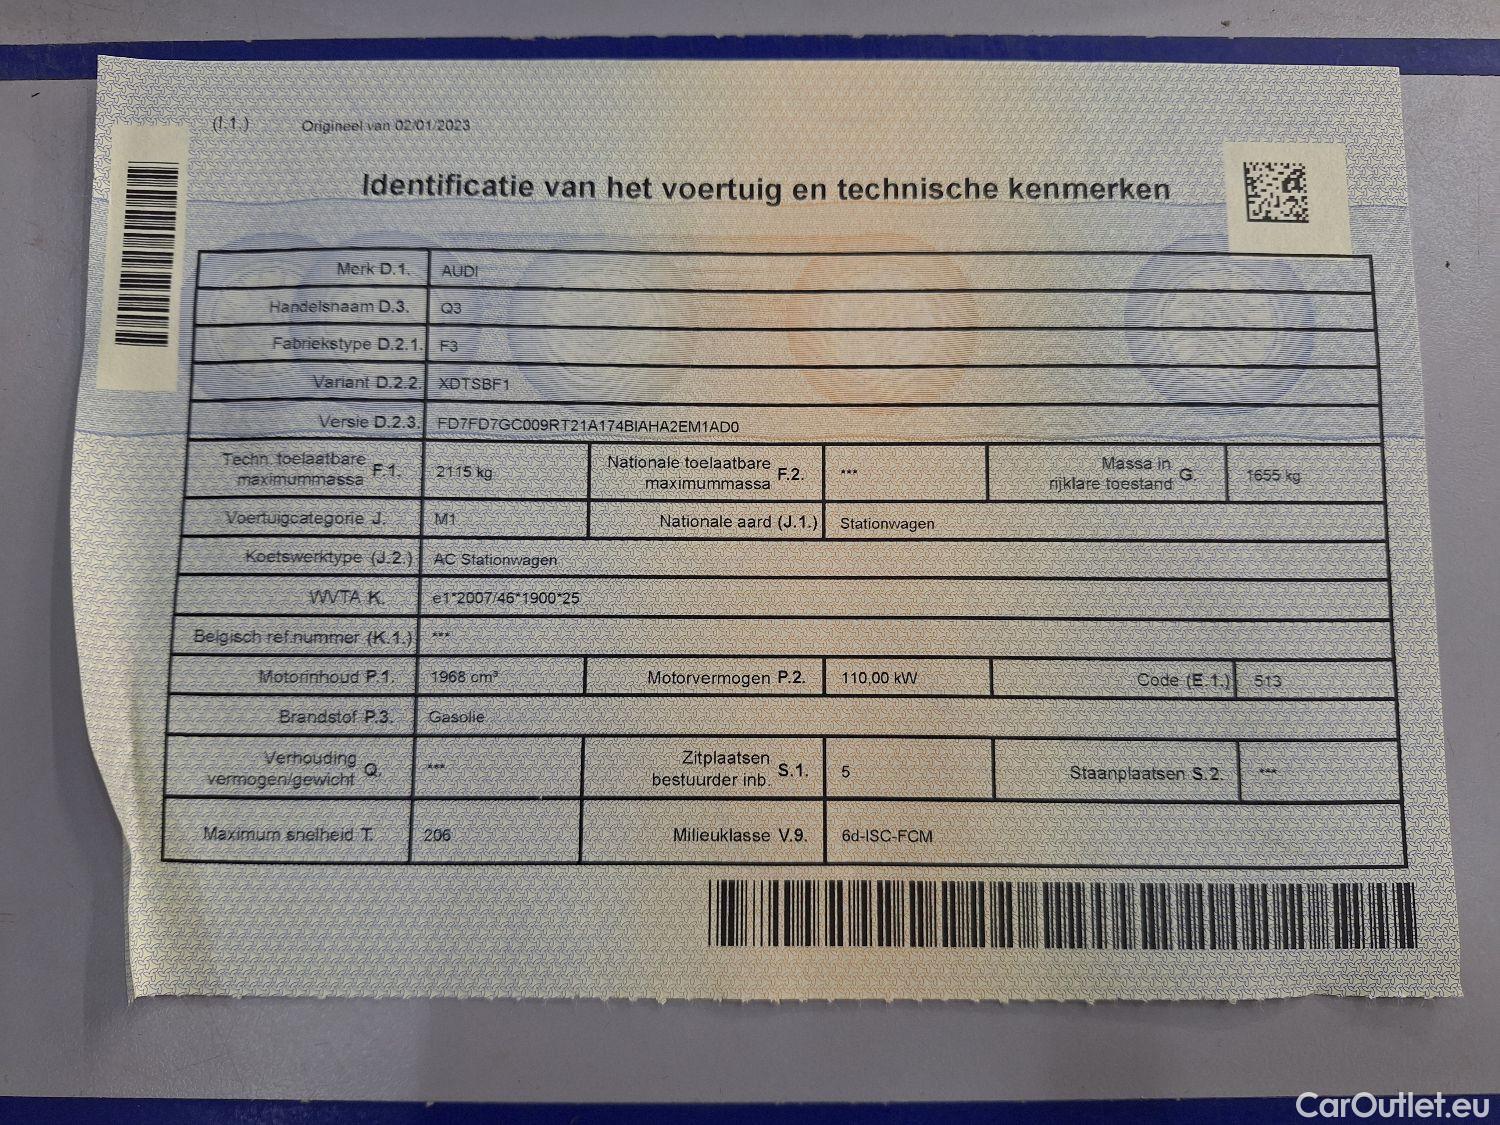 (I.1.) Origineel van 02/01/2023
Identificatie van het voertuig en technische kenmerken
Merk D.1. AUDI
Handelsnaam D.3. Q3
Fabriekstype D.2.1. F3
Variant D.2.2. XDTSBF1
Versie D.2.3. FD7FD7GC009RT21A174BIAHA2EM1AD0
Techn. toelaatbare maximummassa F.1. 2115 kg Nationale toelaatbare maximummassa F.2. *** Massa in rijklare toestand G. 1655 kg
Voertuigcategorie J. M1 Nationale aard (J.1.) Stationwagen
Koetswerktype (J.2.) AC Stationwagen
WVTA K. e1*2007/46*1900*25
Belgisch ref.nummer (K.1.) ***
Motorinhoud P.1. 1968 cm³ Motorvermogen P.2. 110,00 kW Code (E.1.) 513
Brandstof P.3. Gasolie
Verhouding vermogen/gewicht Q. *** Zitplaatsen bestuurder inb. S.1. 5 Staanplaatsen S.2. ***
Maximum snelheid T. 206 Milieuklasse V.9. 6d-ISC-FCM
CarOutlet.eu